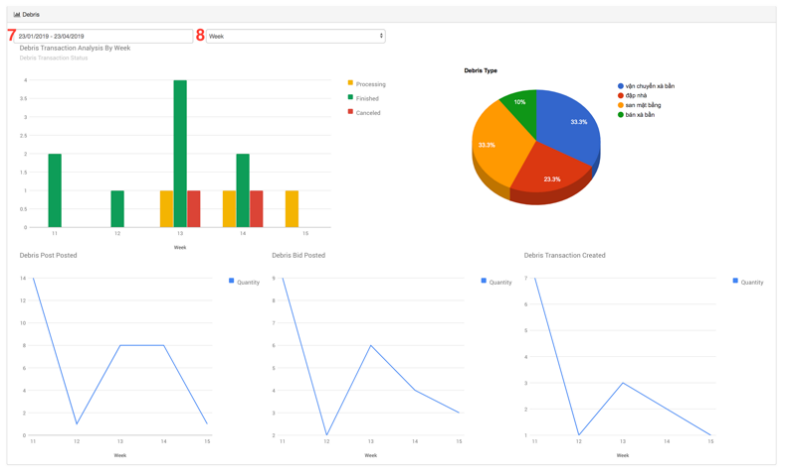 Debris
7 23/01/2019 - 23/04/2019 8 Week
Debris Transaction Analysis By Week
Debris Transaction Status
4
3.5
3
2.5
2
1.5
1
0.5
0
11 12 13 14 15
Week
Processing
Finished
Canceled
Debris Type
33.3%
23.3%
33.3%
10%
vận chuyển xà bần
đập nhà
san mặt bằng
bán xà bần
Debris Post Posted
14
12
10
8
6
4
2
0
11 12 13 14 15
Week
Quantity
Debris Bid Posted
9
8
7
6
5
4
3
2
11 12 13 14 15
Week
Quantity
Debris Transaction Created
7
6
5
4
3
2
1
11 12 13 14 15
Week
Quantity